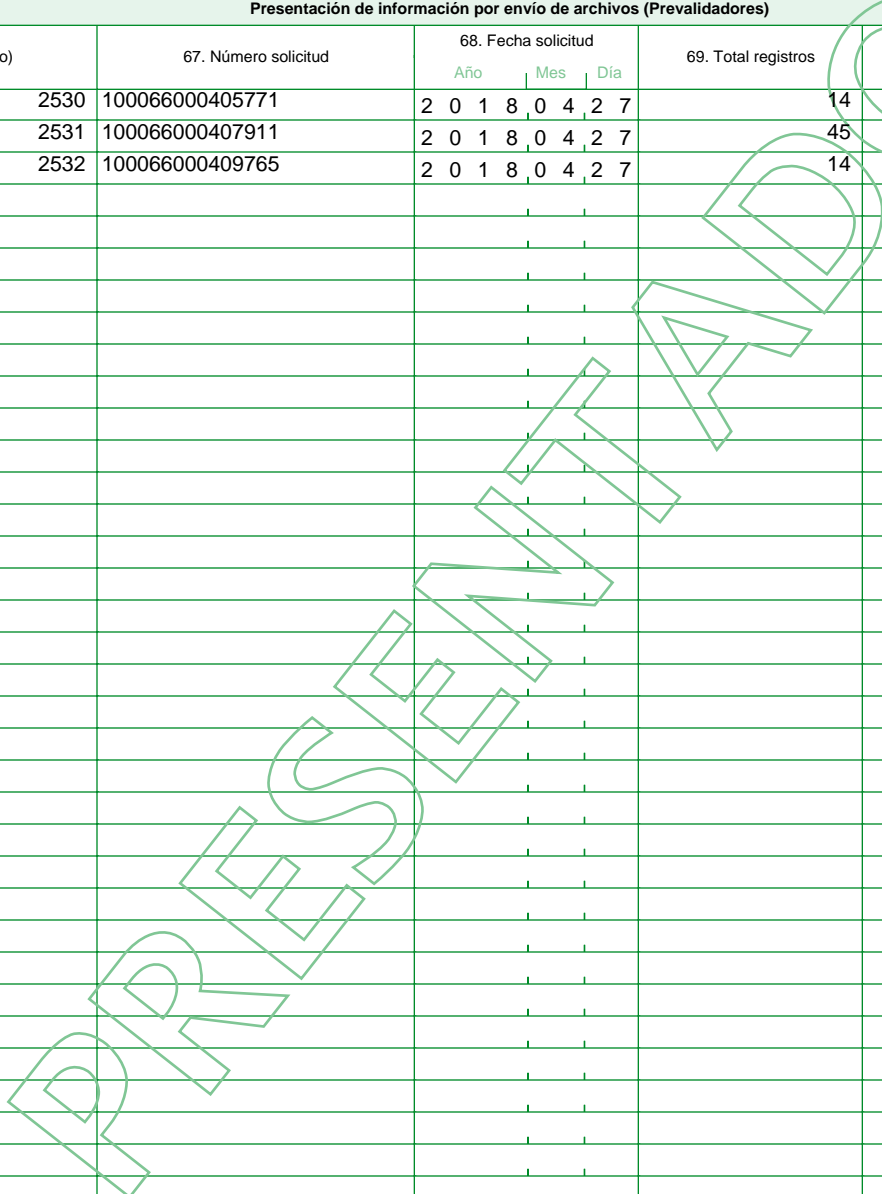 Presentación de información por envío de archivos (Prevalidadores)
o) 67. Número solicitud 68. Fecha solicitud 69. Total registros
Año Mes Día
2530 100066000405771 2 0 1 8 0 4 2 7 14
2531 100066000407911 2 0 1 8 0 4 2 7 45
2532 100066000409765 2 0 1 8 0 4 2 7 14
PRESENTADO